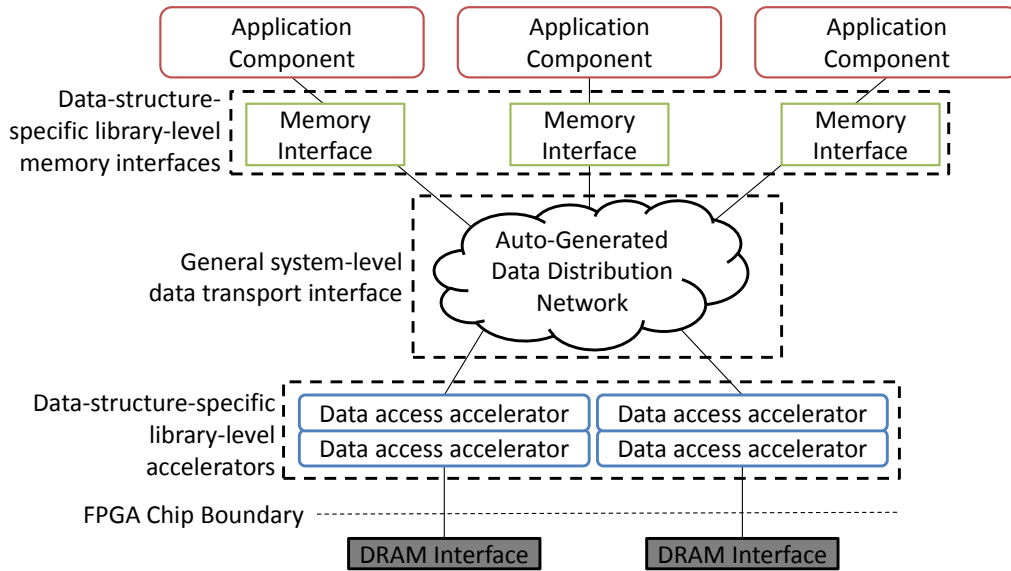 Application
Component
Application
Component
Application
Component
Data-structure-
specific library-level
memory interfaces
Memory
Interface
Memory
Interface
Memory
Interface
General system-level
data transport interface
Auto-Generated
Data Distribution
Network
Data-structure-specific
library-level
accelerators
Data access accelerator
Data access accelerator
Data access accelerator
Data access accelerator
FPGA Chip Boundary
DRAM Interface
DRAM Interface